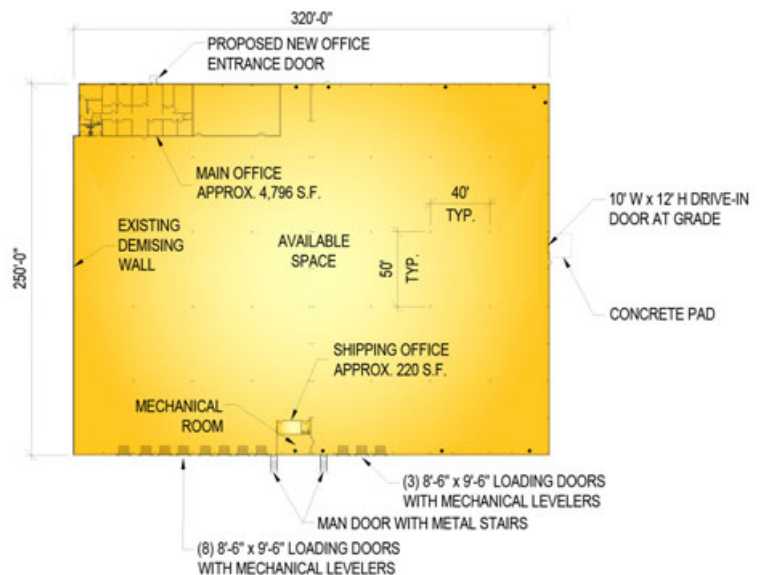 320'-0"
PROPOSED NEW OFFICE
ENTRANCE DOOR
MAIN OFFICE
APPROX. 4,796 S.F.
40'
TYP.
10' W x 12' H DRIVE-IN
DOOR AT GRADE
EXISTING
DEMISING
WALL
AVAILABLE
SPACE
50'
TYP.
250'-0"
CONCRETE PAD
SHIPPING OFFICE
APPROX. 220 S.F.
MECHANICAL
ROOM
(3) 8'-6" x 9'-6" LOADING DOORS
WITH MECHANICAL LEVELERS
MAN DOOR WITH METAL STAIRS
(8) 8'-6" x 9'-6" LOADING DOORS
WITH MECHANICAL LEVELERS